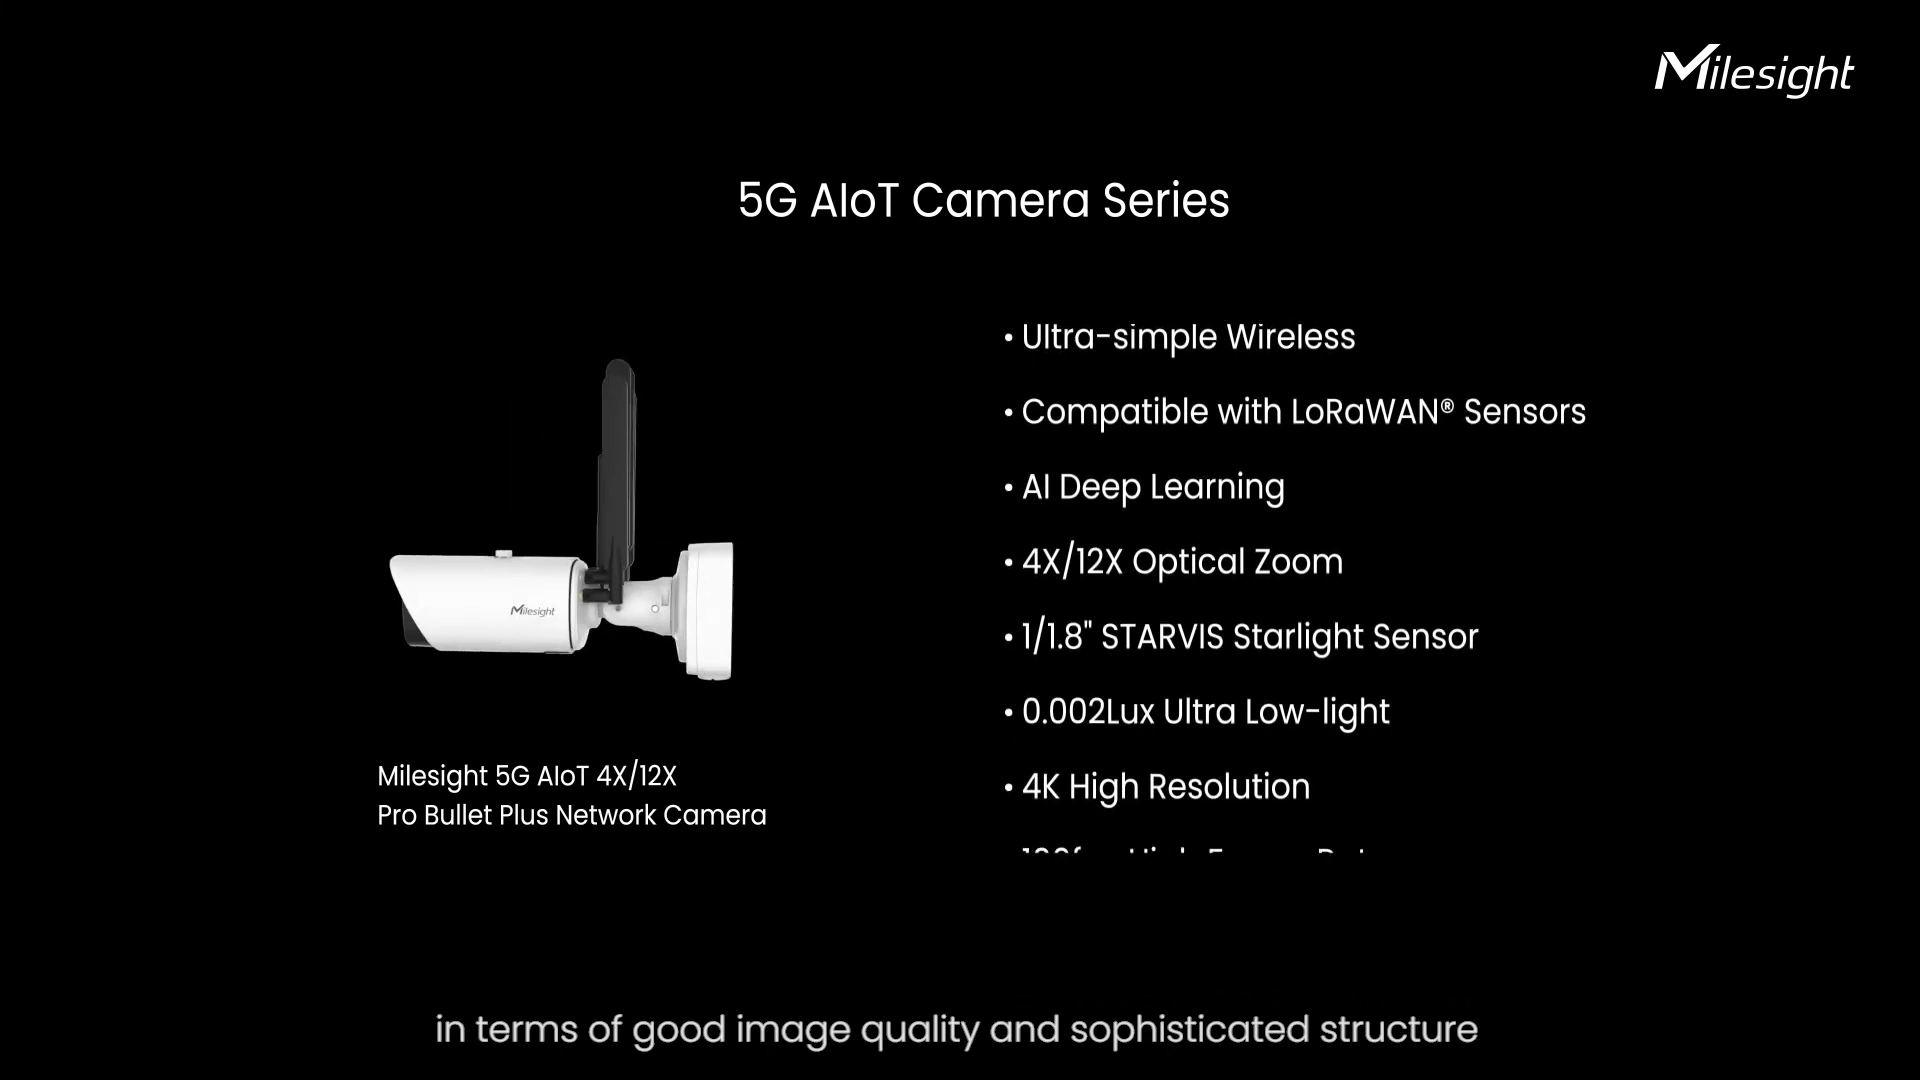 Milesight
5G AIoT Camera Series
• Ultra-simple Wireless
• Compatible with LoRaWAN® Sensors
• AI Deep Learning
• 4X/12X Optical Zoom
• 1/1.8" STARVIS Starlight Sensor
• 0.002Lux Ultra Low-light
• 4K High Resolution
Milesight
Milesight 5G AIoT 4X/12X
Pro Bullet Plus Network Camera
in terms of good image quality and sophisticated structure